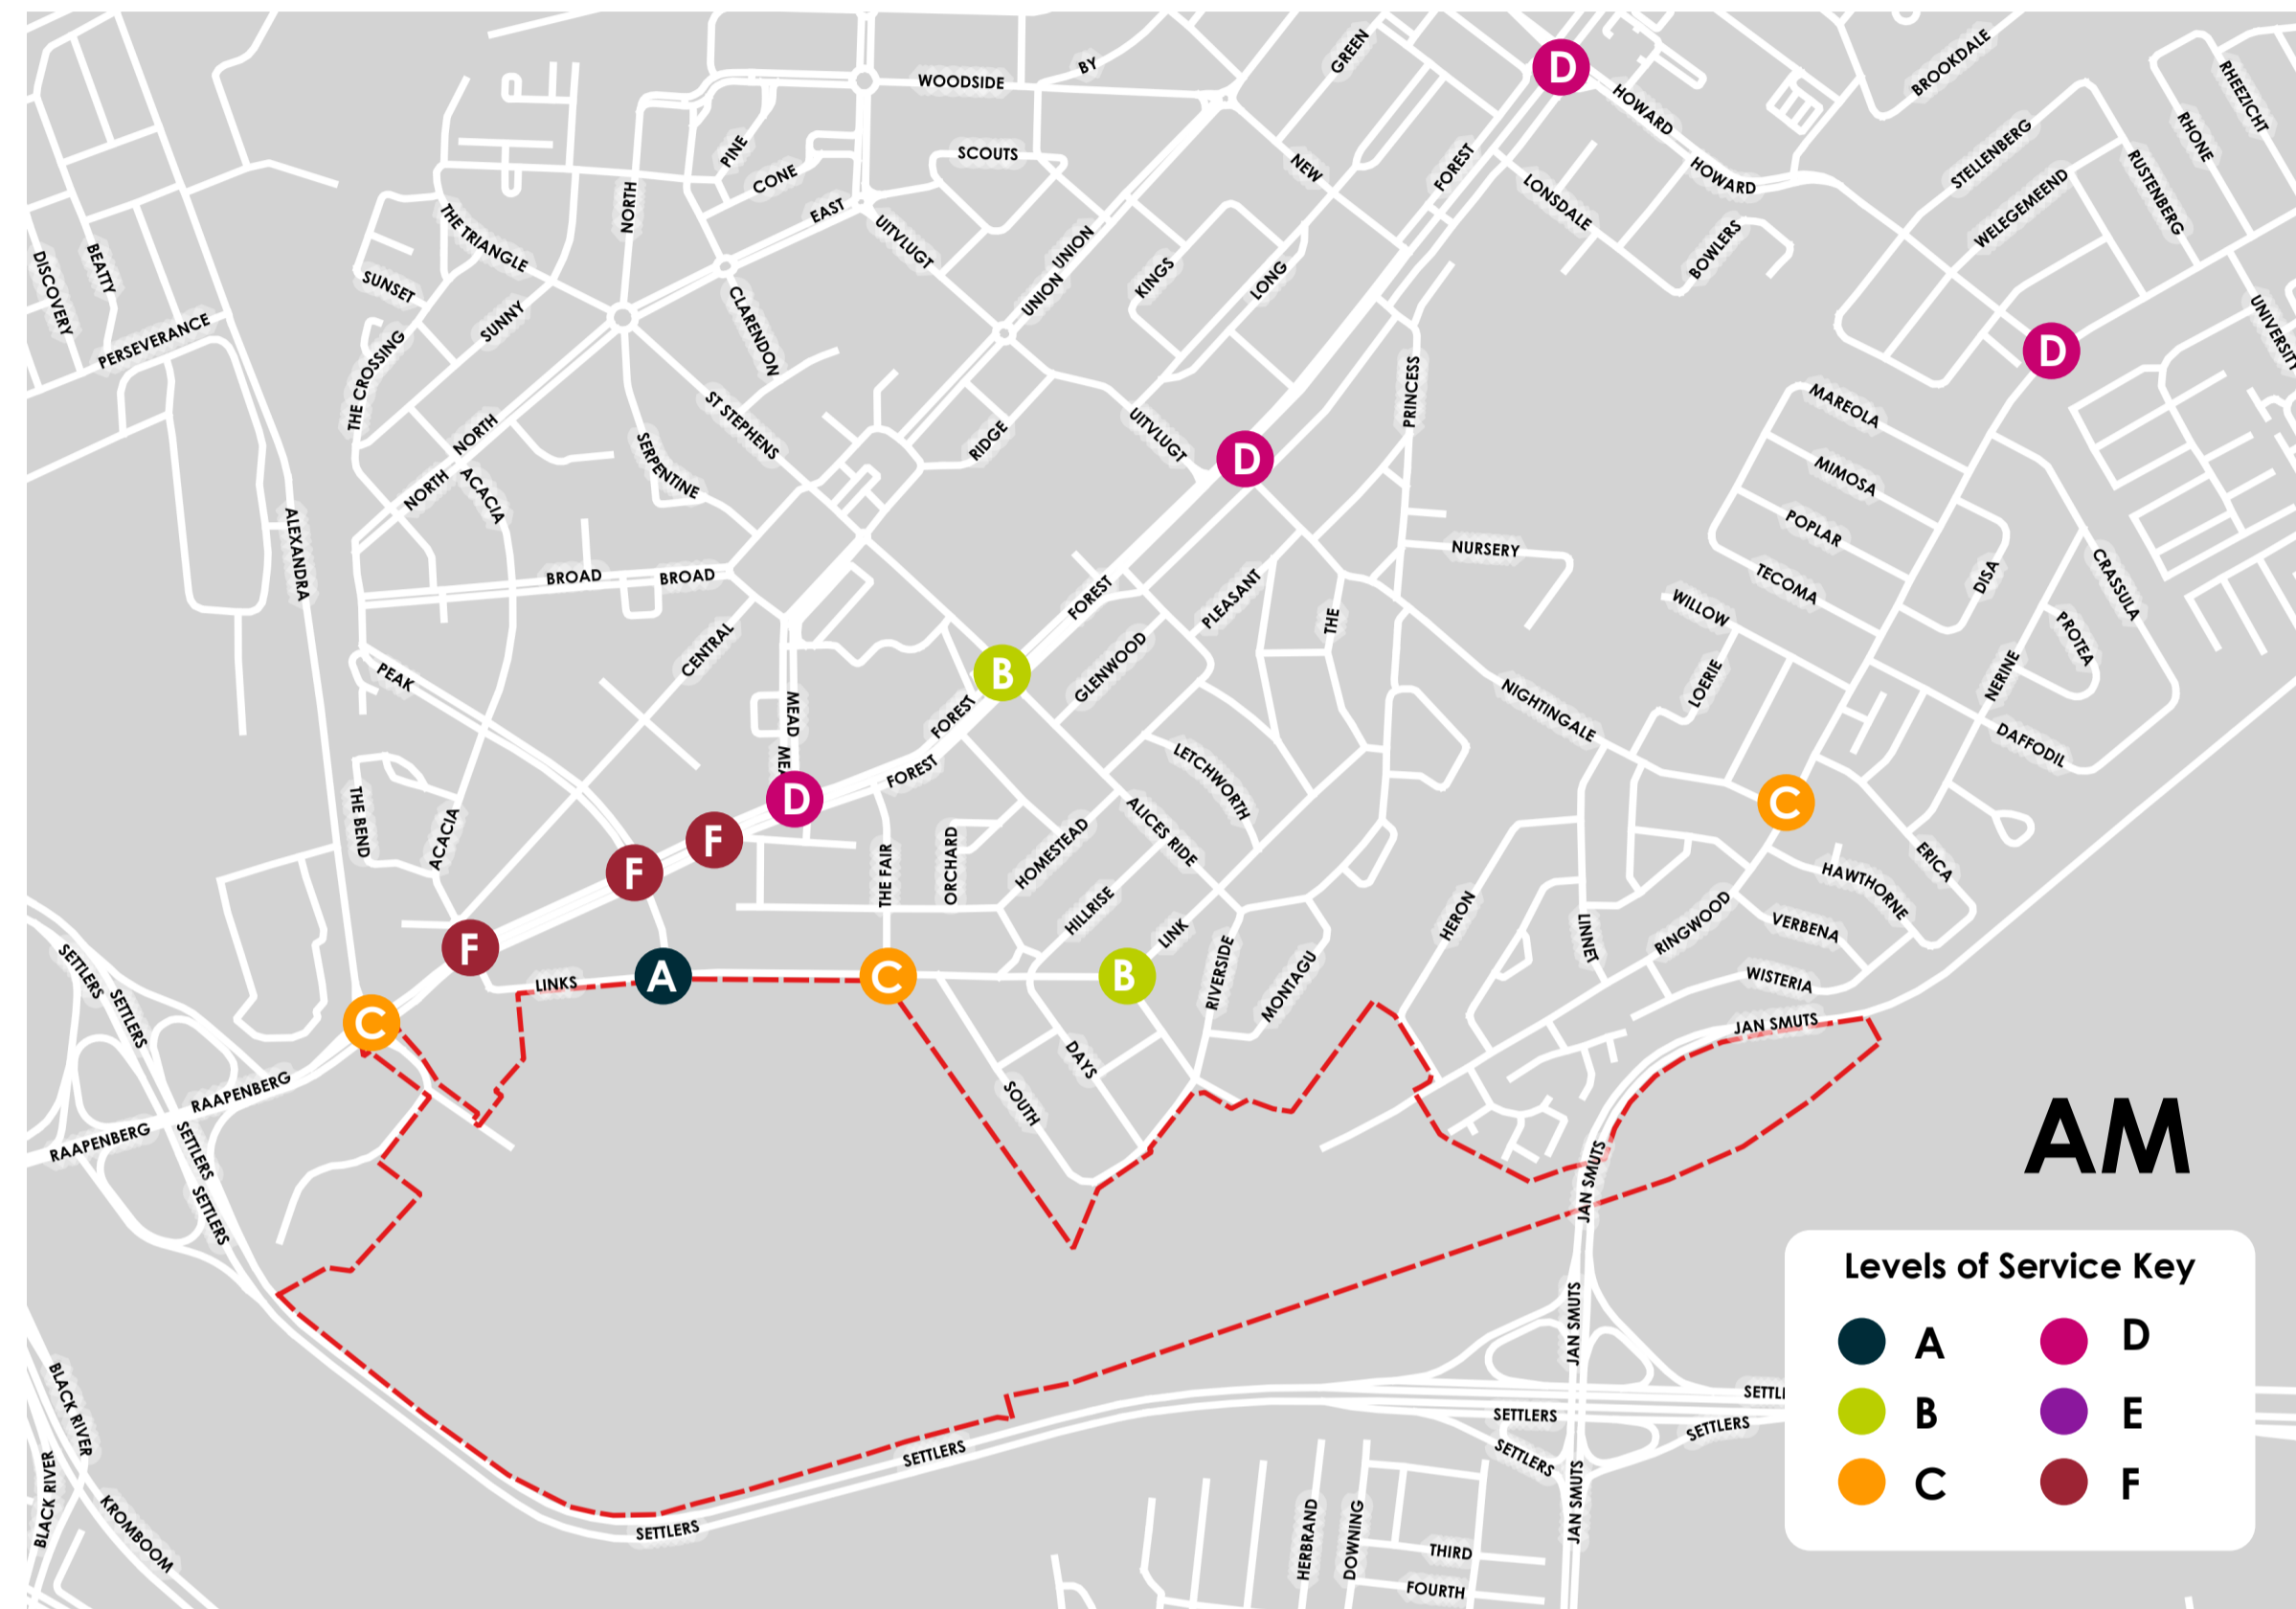 GREEN
D
BROOKDALE
RHEEZICHT
BY
WOODSIDE
HOWARD
RHONE
STELLENBERG
PINE
SCOUTS
NEW
FOREST
HOWARD
RUSTENBERG
CONE
NORTH
LONSDALE
WELEGEMEEND
EAST
THE TRIANGLE
UITVLUGT
UNION
BOWLERS
DISCOVERY
BEATTY
SUNSET
UNION
KINGS
LONG
SUNNY
CLARENDON
UNIVERSITY
PERSEVERANCE
D
THE CROSSING
PRINCESS
MAREOLA
ST STEPHENS
NORTH
RIDGE
UITVLUGT
D
SERPENTINE
MIMOSA
NORTH
ACACIA
POPLAR
ALEXANDRA
NURSERY
BROAD
BROAD
TECOMA
DISA
CRASSULA
FOREST
PLEASANT
THE
WILLOW
PROTEA
CENTRAL
PEAK
B
GLENWOOD
LOERIE
NERINE
MEAD
FOREST
NIGHTINGALE
DAFFODIL
FOREST
LETCHWORTH
D
C
THE BEND
ACACIA
F
F
THE FAIR
ORCHARD
HOMESTEAD
ALICES RIDE
ERICA
HAWTHORNE
HILLRISE
LINK
HERON
LINNET
RINGWOOD
VERBENA
F
SETTLERS
A
C
B
RIVERSIDE
MONTAGU
LINKS
WISTERIA
SETTLERS
C
JAN SMUTS
DAYS
RAAPENBERG
SOUTH
RAAPENBERG
SETTLERS
JAN SMUTS
AM
SETTLERS
Levels of Service Key
JAN SMUTS
A
D
BLACK RIVER
SETTLERS
B
E
SETTLERS
SETTLERS
SETTLERS
C
F
BLACK RIVER
JAN SMUTS
KROMBOOM
SETTLERS
HERBRAND
DOWNING
THIRD
FOURTH